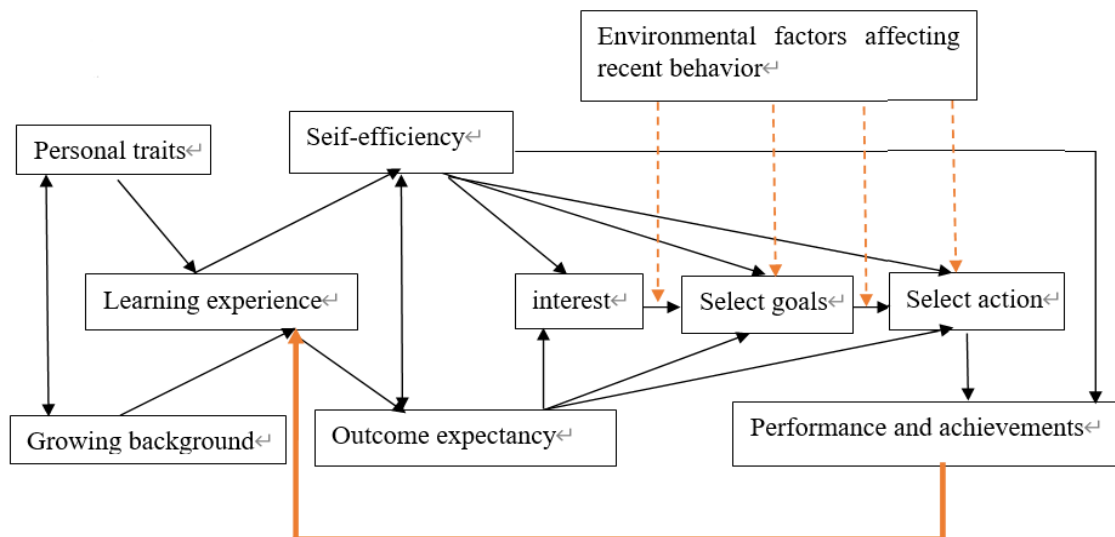 Environmental factors affecting
recent behavior↵
Seif-efficiency↵
Personal traits↵
Learning experience↵
interest↵
Select goals↵
Select action↵
Growing background↵
Outcome expectancy↵
Performance and achievements↵